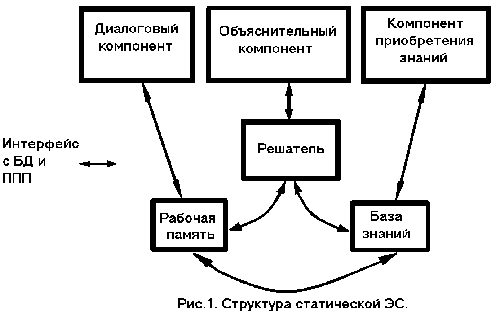 Диалоговый
компонент
Объяснительный
компонент
Компонент
приобретения
знаний
Решатель
Интерфейс
с БД и
ППП
Рабочая
память
База
знаний
Рис.1. Структура статической ЭС.